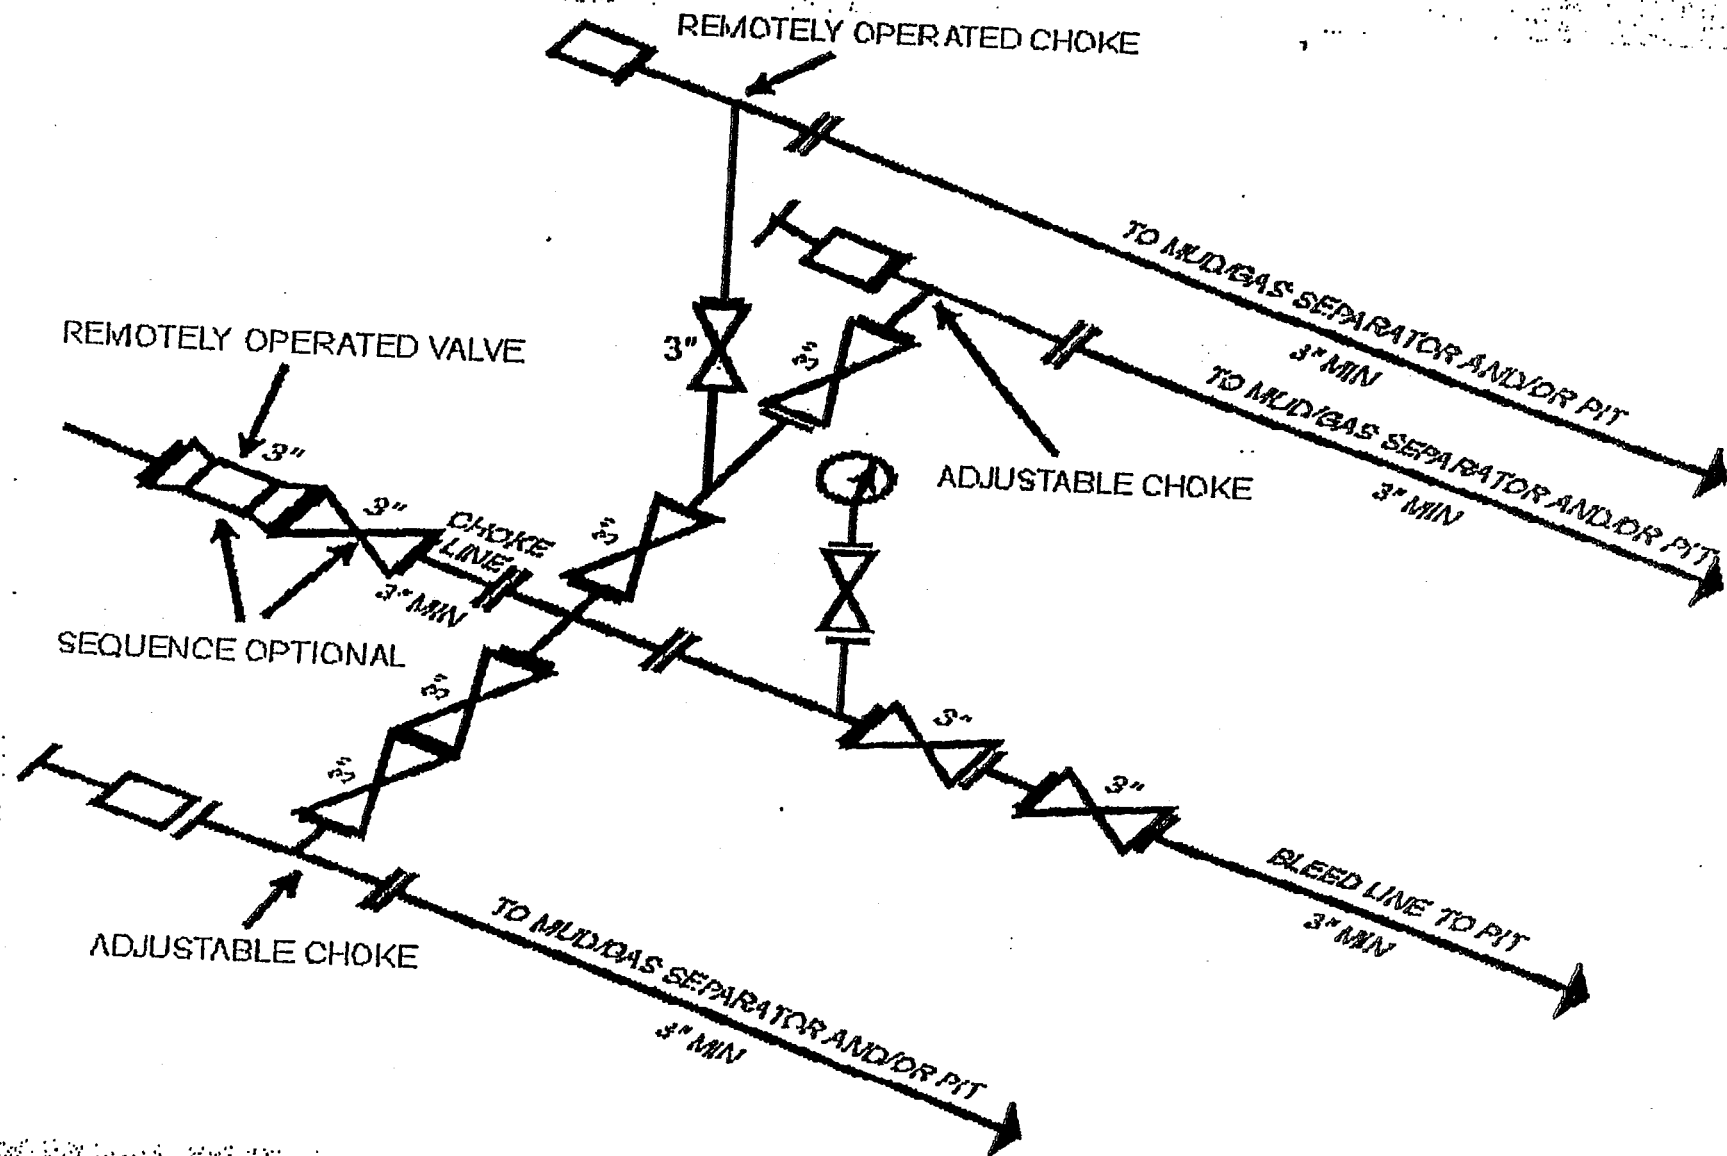 REMOTELY OPERATED CHOKE
TO MUD/GAS SEPARATOR AND/OR PIT
3" MIN
TO MUD/GAS SEPARATOR AND/OR PIT
3" MIN
3"
3"
REMOTELY OPERATED VALVE
3"
3"
CHOKE
LINE
3" MIN
3"
ADJUSTABLE CHOKE
SEQUENCE OPTIONAL
3"
3"
3"
3"
BLEED LINE TO PIT
3" MIN
ADJUSTABLE CHOKE
TO MUD/GAS SEPARATOR AND/OR PIT
3" MIN